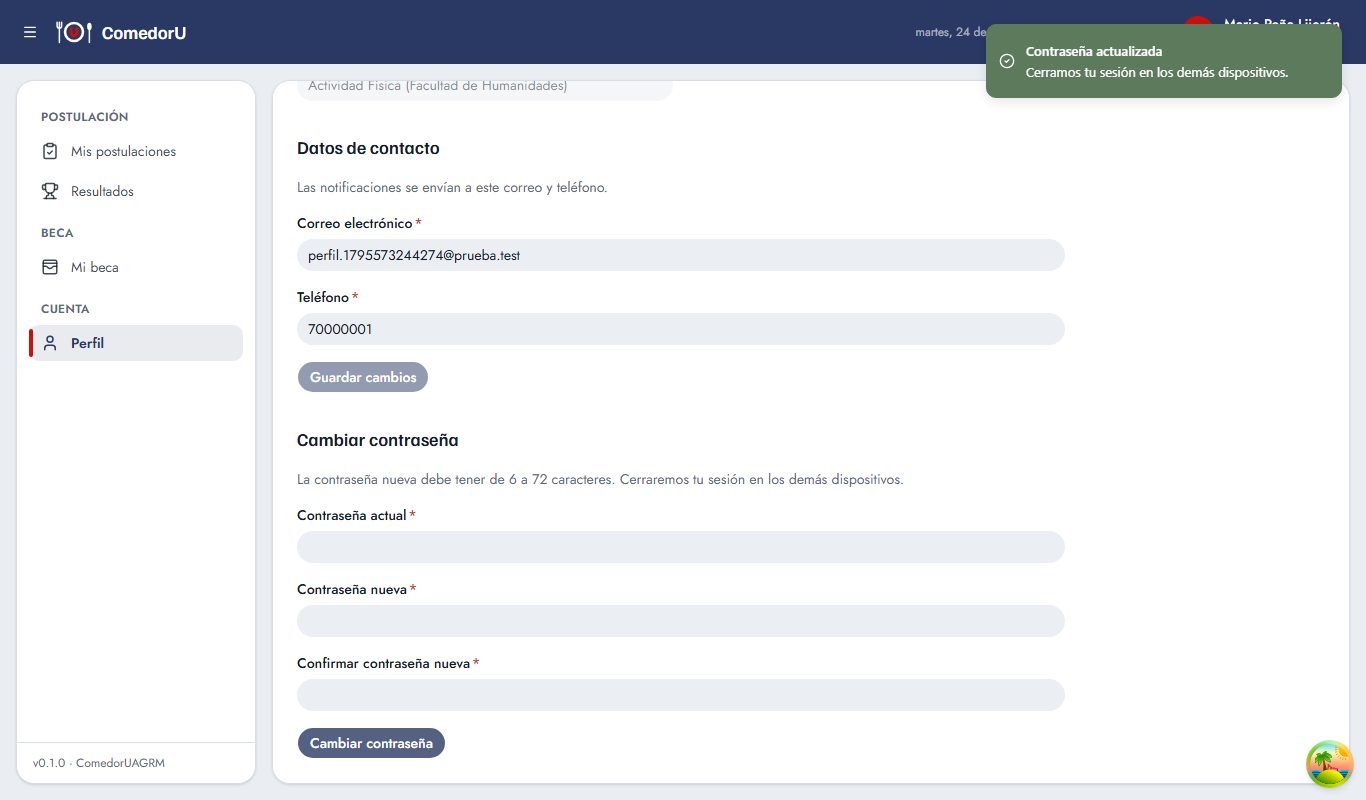 ComedorU
martes, 24 de
Contraseña actualizada
Cerramos tu sesión en los demás dispositivos.
POSTULACIÓN
Mis postulaciones
Resultados
BECA
Mi beca
CUENTA
Perfil
v0.1.0 · ComedorUAGRM
Actividad Física (Facultad de Humanidades)
Datos de contacto
Las notificaciones se envían a este correo y teléfono.
Correo electrónico *
perfil.1795573244274@prueba.test
Teléfono *
70000001
Guardar cambios
Cambiar contraseña
La contraseña nueva debe tener de 6 a 72 caracteres. Cerraremos tu sesión en los demás dispositivos.
Contraseña actual *
Contraseña nueva *
Confirmar contraseña nueva *
Cambiar contraseña